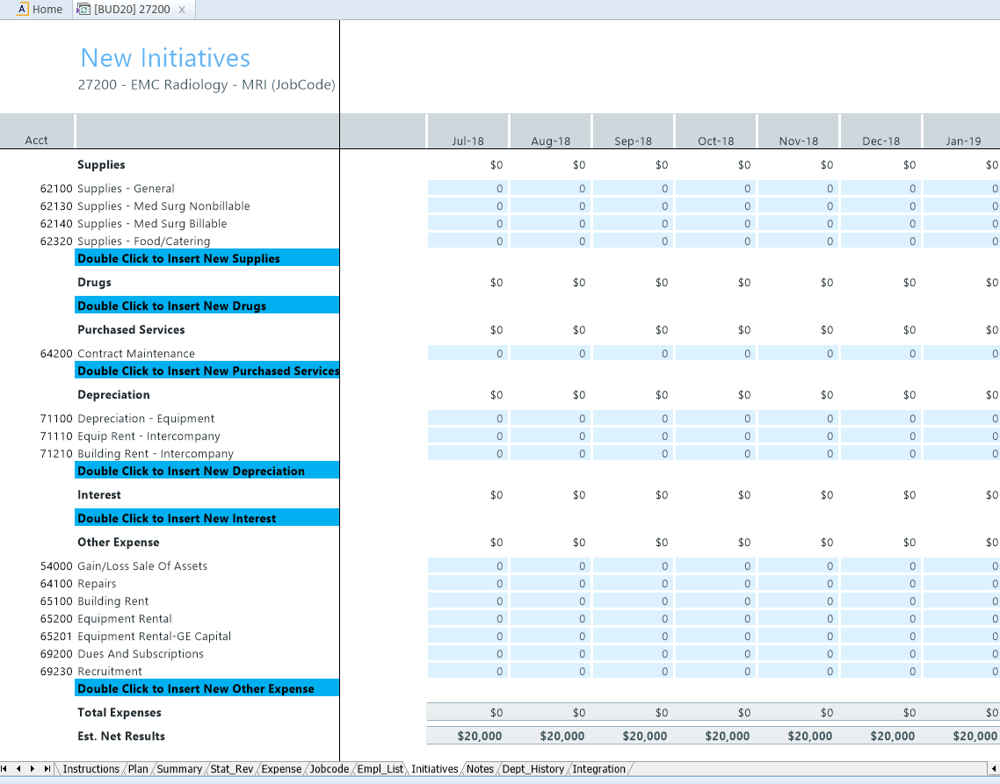 A Home [BUD20] 27200 X
New Initiatives
27200 - EMC Radiology - MRI (JobCode)
Acct Jul-18 Aug-18 Sep-18 Oct-18 Nov-18 Dec-18 Jan-19
Supplies $0 $0 $0 $0 $0 $0 $0
62100 Supplies - General 0 0 0 0 0 0 0
62130 Supplies - Med Surg Nonbillable 0 0 0 0 0 0 0
62140 Supplies - Med Surg Billable 0 0 0 0 0 0 0
62320 Supplies - Food/Catering 0 0 0 0 0 0 0
Double Click to Insert New Supplies
Drugs $0 $0 $0 $0 $0 $0 $0
Double Click to Insert New Drugs
Purchased Services $0 $0 $0 $0 $0 $0 $0
64200 Contract Maintenance 0 0 0 0 0 0 0
Double Click to Insert New Purchased Services
Depreciation $0 $0 $0 $0 $0 $0 $0
71100 Depreciation - Equipment 0 0 0 0 0 0 0
71110 Equip Rent - Intercompany 0 0 0 0 0 0 0
71210 Building Rent - Intercompany 0 0 0 0 0 0 0
Double Click to Insert New Depreciation
Interest $0 $0 $0 $0 $0 $0 $0
Double Click to Insert New Interest
Other Expense $0 $0 $0 $0 $0 $0 $0
54000 Gain/Loss Sale Of Assets 0 0 0 0 0 0 0
64100 Repairs 0 0 0 0 0 0 0
65100 Building Rent 0 0 0 0 0 0 0
65200 Equipment Rental 0 0 0 0 0 0 0
65201 Equipment Rental-GE Capital 0 0 0 0 0 0 0
69200 Dues And Subscriptions 0 0 0 0 0 0 0
69230 Recruitment 0 0 0 0 0 0 0
Double Click to Insert New Other Expense
Total Expenses $0 $0 $0 $0 $0 $0 $0
Est. Net Results $20,000 $20,000 $20,000 $20,000 $20,000 $20,000 $20,000
Instructions Plan Summary Stat_Rev Expense Jobcode Empl_List Initiatives Notes Dept_History Integration